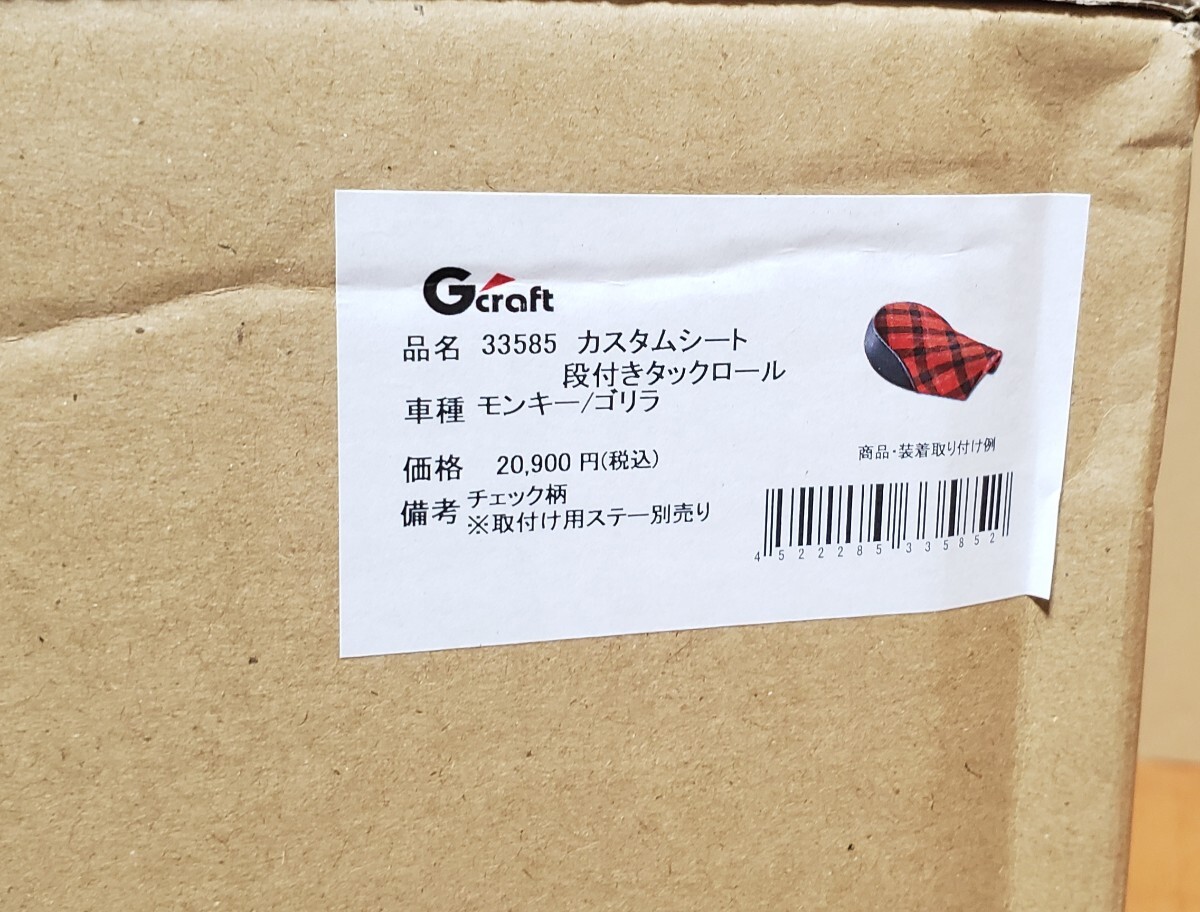 Gcraft
品名 33585 カスタムシート
段付きタックロール
車種 モンキー/ゴリラ
価格 20,900 円(税込)
備考 チェック柄
※取付け用ステー別売り
商品・装着取り付け例
4522285335852